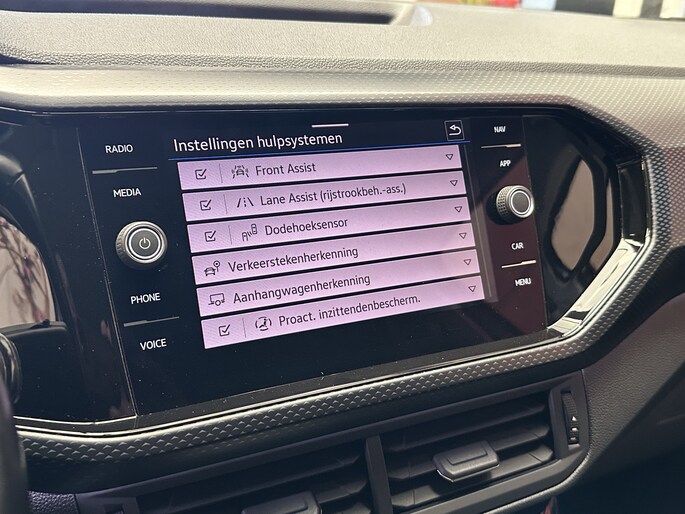 RADIO
MEDIA
PHONE
VOICE
Instellingen hulpsystemen
Front Assist
Lane Assist (rijstrookbeh.-ass.)
Dodehoeksensor
Verkeerstekenherkenning
Aanhangwagenherkenning
Proact. inzittendenbescherm.
NAV
APP
CAR
MENU